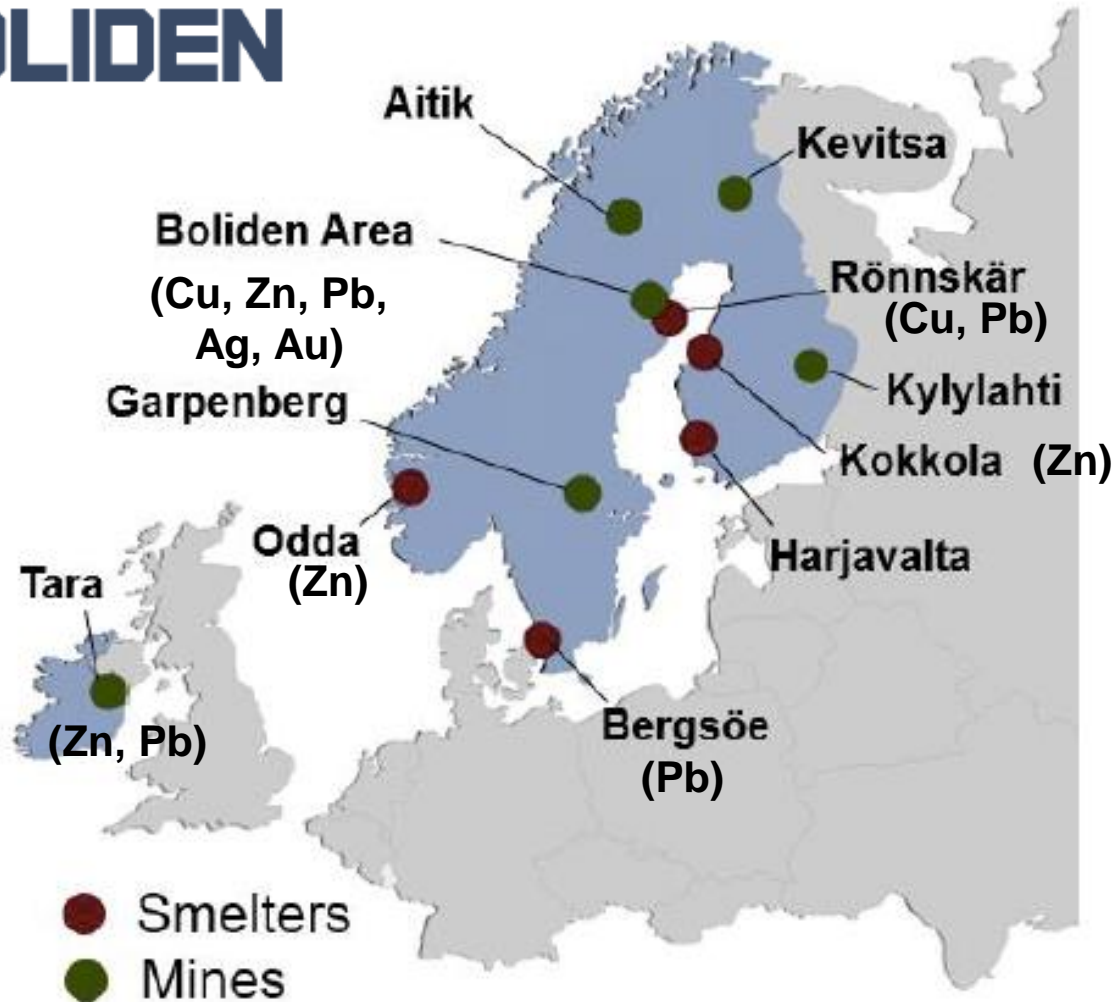 OLIDEN
Aitik
Kevitsa
Boliden Area
(Cu, Zn, Pb,
Ag, Au)
Rönnskär
(Cu, Pb)
Garpenberg
Kylylahti
Kokkola (Zn)
Odda
(Zn)
Harjavalta
Tara
(Zn, Pb)
Bergsöe
(Pb)
Smelters
Mines